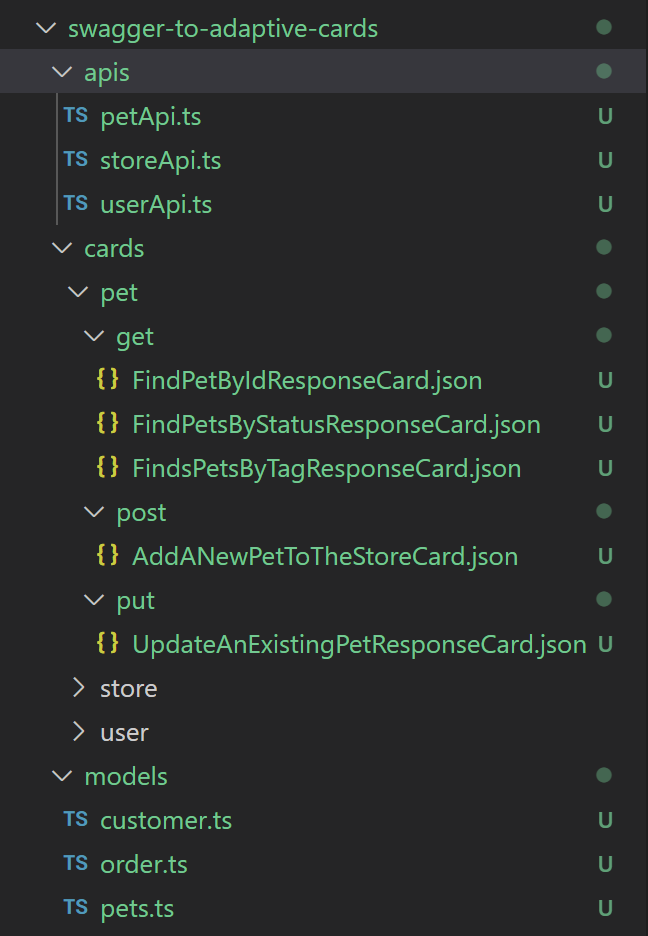 swagger-to-adaptive-cards
apis
TS petApi.ts U
TS storeApi.ts U
TS userApi.ts U
cards
pet
get
{} FindPetByIdResponseCard.json U
{} FindPetsByStatusResponseCard.json U
{} FindsPetsByTagResponseCard.json U
post
{} AddANewPetToTheStoreCard.json U
put
{} UpdateAnExistingPetResponseCard.json U
store
user
models
TS customer.ts U
TS order.ts U
TS pets.ts U